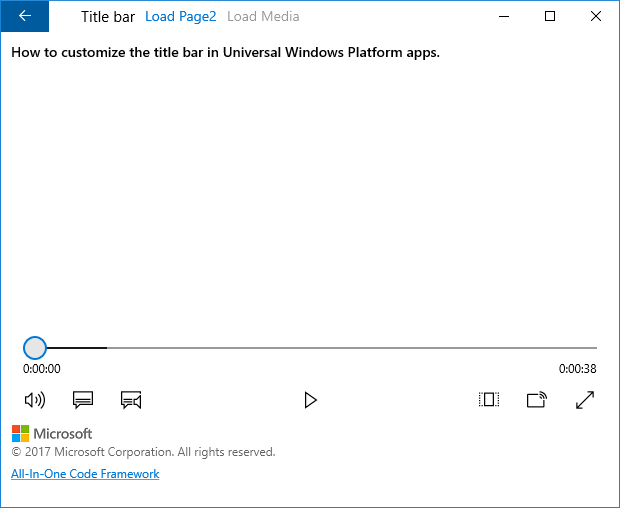 Title bar Load Page2 Load Media
How to customize the title bar in Universal Windows Platform apps.
0:00:00 0:00:38
Microsoft
© 2017 Microsoft Corporation. All rights reserved.
All-In-One Code Framework